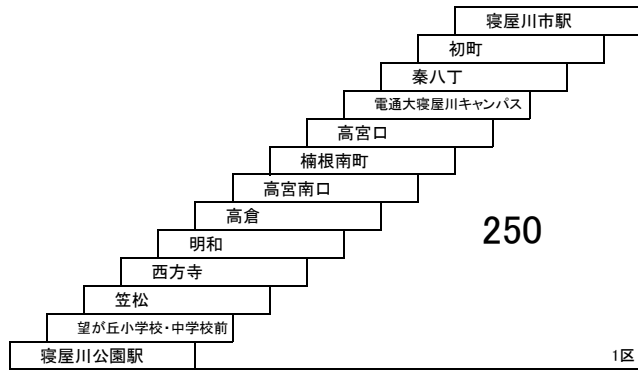 寝屋川市駅
初町
秦八丁
電通大寝屋川キャンパス
高宮口
楠根南町
高宮南口
高倉
250
明和
西方寺
笠松
望が丘小学校・中学校前
寝屋川公園駅
1区